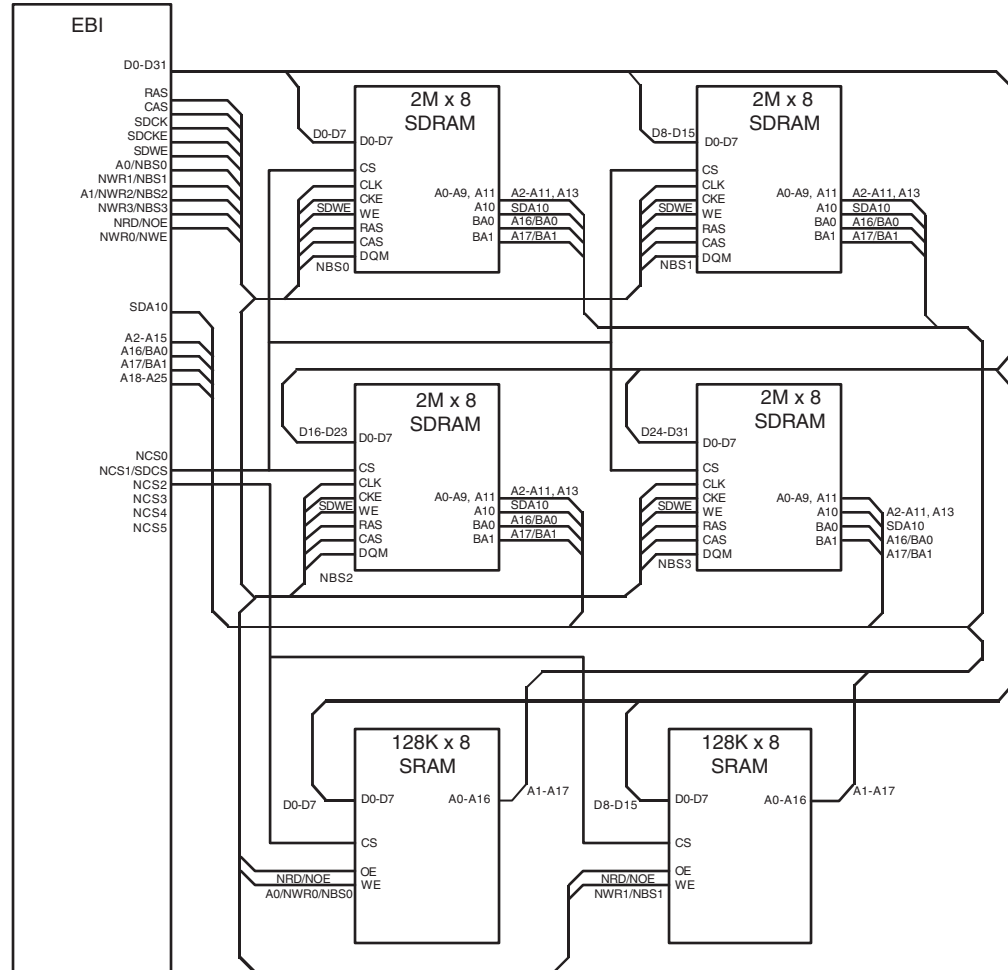 EBI
D0-D31
RAS
CAS
SDCK
SDCKE
SDWE
A0/NBS0
NWR1/NBS1
A1/NWR2/NBS2
NWR3/NBS3
NRD/NOE
NWR0/NWE
SDA10
A2-A15
A16/BA0
A17/BA1
A18-A25
NCS0
NCS1/SDCS
NCS2
NCS3
NCS4
NCS5
2M x 8
SDRAM
D0-D7
D0-D7
CS
CLK
CKE
SDWE
WE
RAS
CAS
DQM
NBS0
A0-A9, A11
A10
BA0
BA1
A2-A11, A13
SDA10
A16/BA0
A17/BA1
2M x 8
SDRAM
D8-D15
D0-D7
CS
CLK
CKE
SDWE
WE
RAS
CAS
DQM
NBS1
A0-A9, A11
A10
BA0
BA1
A2-A11, A13
SDA10
A16/BA0
A17/BA1
2M x 8
SDRAM
D16-D23
D0-D7
CS
CLK
CKE
SDWE
WE
RAS
CAS
DQM
NBS2
A0-A9, A11
A10
BA0
BA1
A2-A11, A13
SDA10
A16/BA0
A17/BA1
2M x 8
SDRAM
D24-D31
D0-D7
CS
CLK
CKE
SDWE
WE
RAS
CAS
DQM
NBS3
A0-A9, A11
A10
BA0
BA1
A2-A11, A13
SDA10
A16/BA0
A17/BA1
128K x 8
SRAM
D0-D7
D0-D7
A0-A16
A1-A17
CS
OE
NRD/NOE
WE
A0/NWR0/NBS0
128K x 8
SRAM
D8-D15
D0-D7
A0-A16
A1-A17
CS
OE
NRD/NOE
WE
NWR1/NBS1